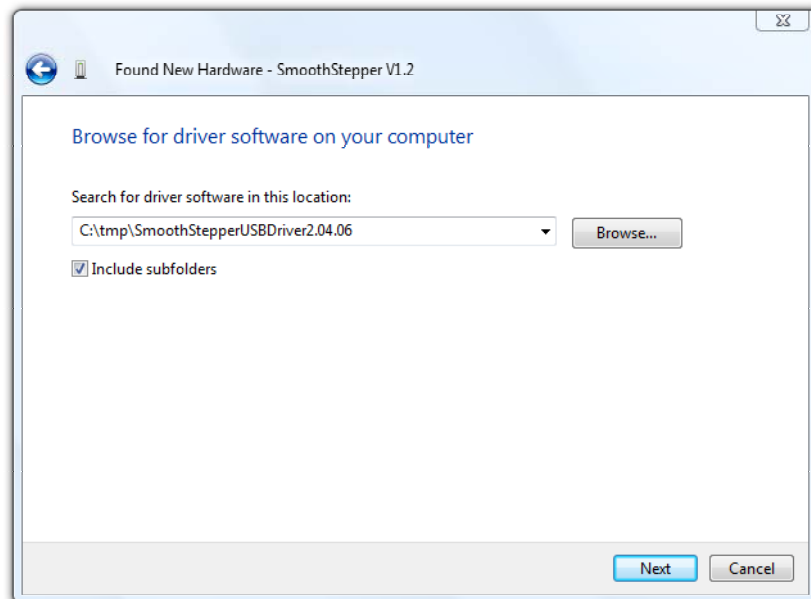 Found New Hardware - SmoothStepper V1.2
Browse for driver software on your computer
Search for driver software in this location:
C:\tmp\SmoothStepperUSBDriver2.04.06
Browse...
Include subfolders
Next Cancel